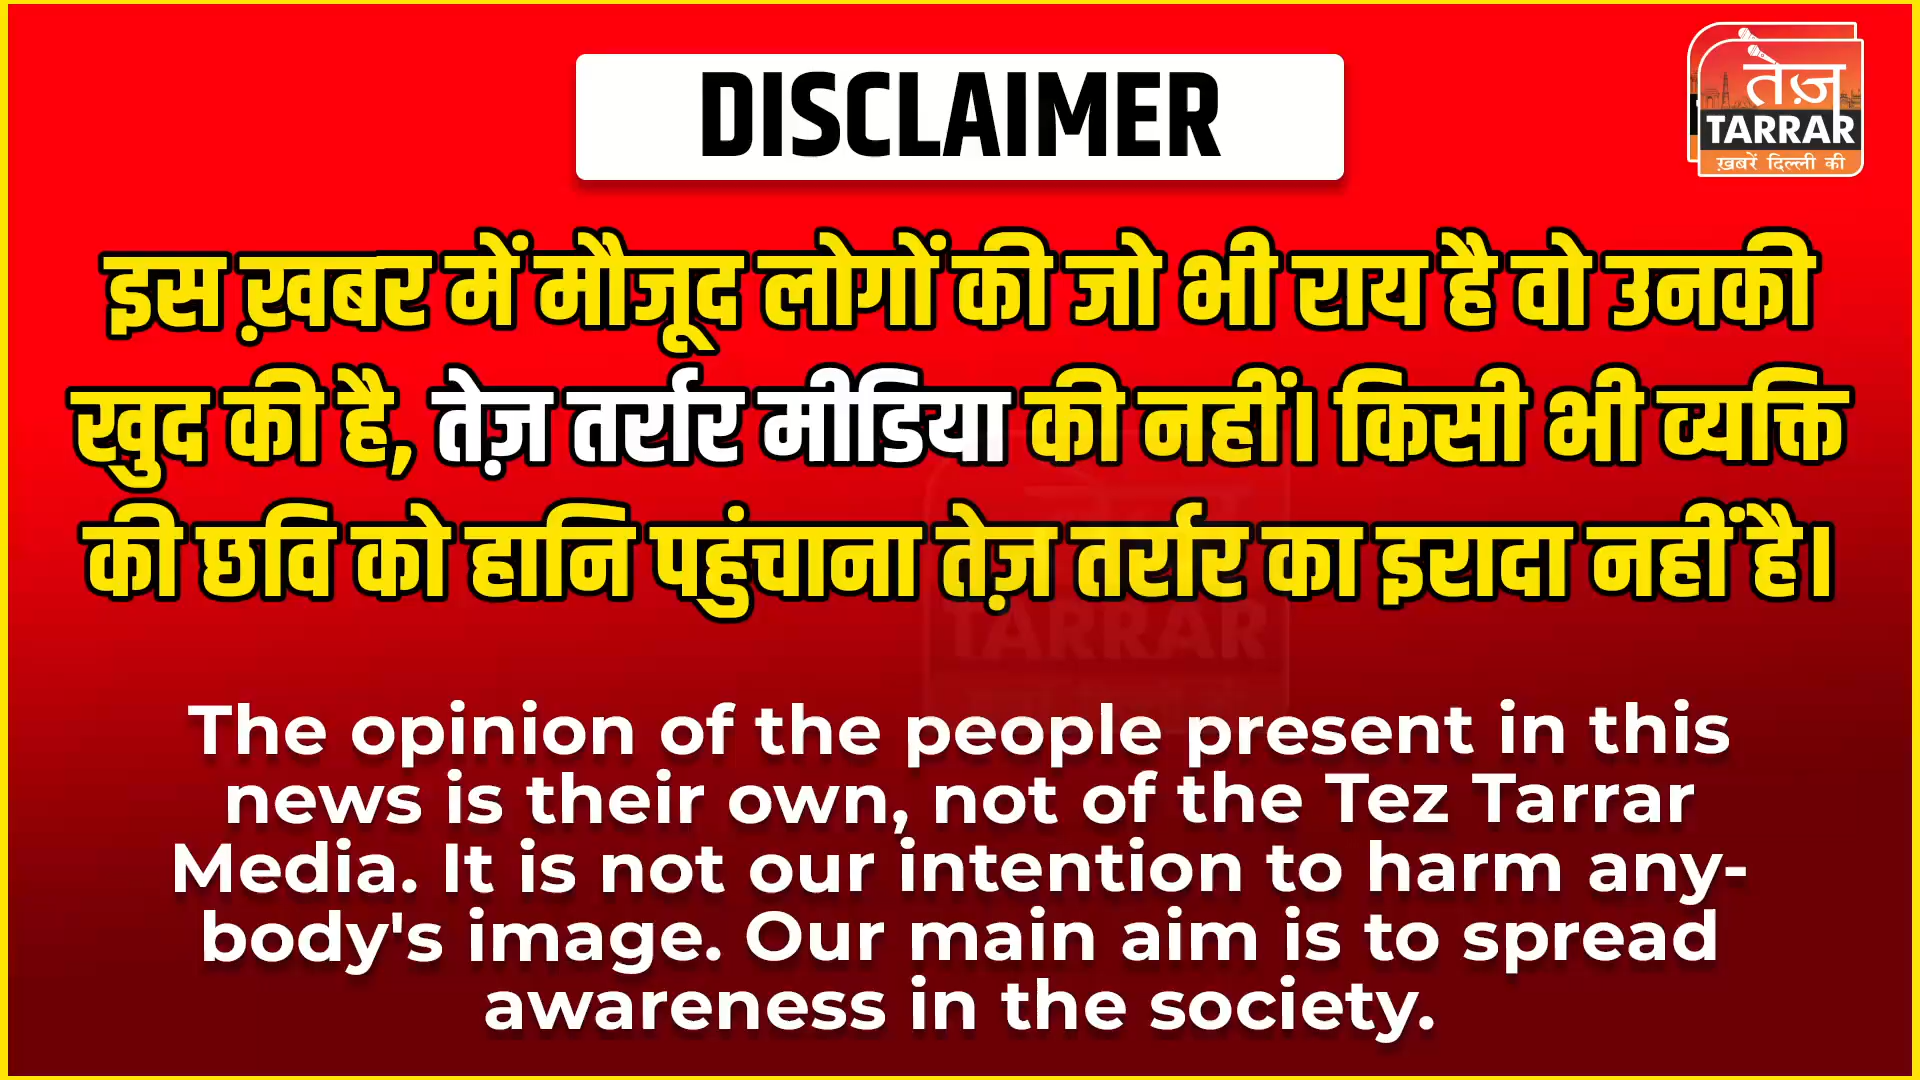 DISCLAIMER
तेज़
TARRAR
ख़बरें दिल्ली की
इस ख़बर में मौजूद लोगों की जो भी राय है वो उनकी
खुद की है, तेज़ तर्रार मीडिया की नहीं। किसी भी व्यक्ति
की छवि को हानि पहुंचाना तेज़ तर्रार का इरादा नहीं है।
TARRAR
The opinion of the people present in this
news is their own, not of the Tez Tarrar
Media. It is not our intention to harm any-
body's image. Our main aim is to spread
awareness in the society.